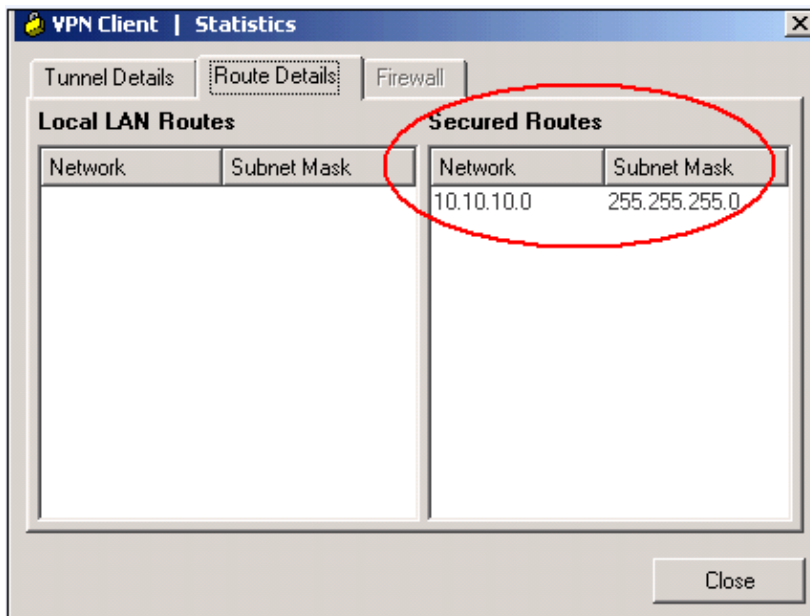 VPN Client | Statistics
Tunnel Details Route Details Firewall
Local LAN Routes Secured Routes
Network Subnet Mask Network Subnet Mask
10.10.10.0 255.255.255.0
Close